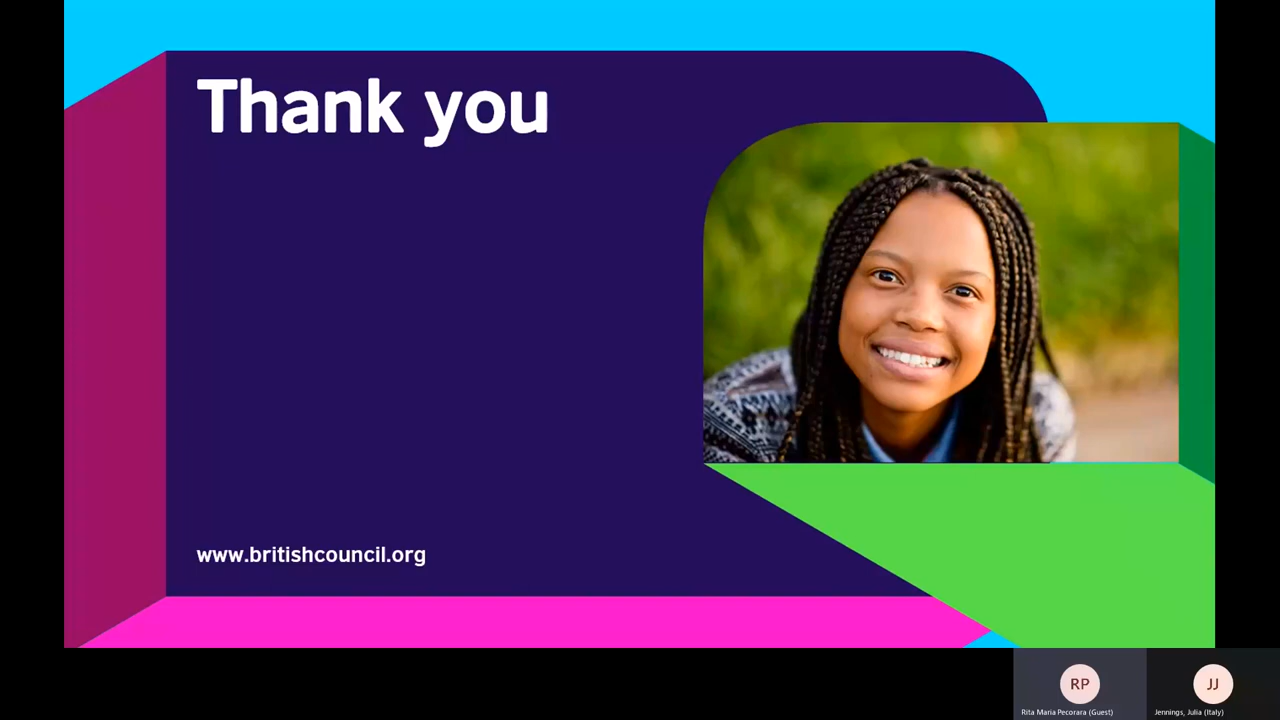 Thank you
www.britishcouncil.org
RP
JJ
Rita Maria Pecorara (Guest)
Jennings, Julia (Italy)